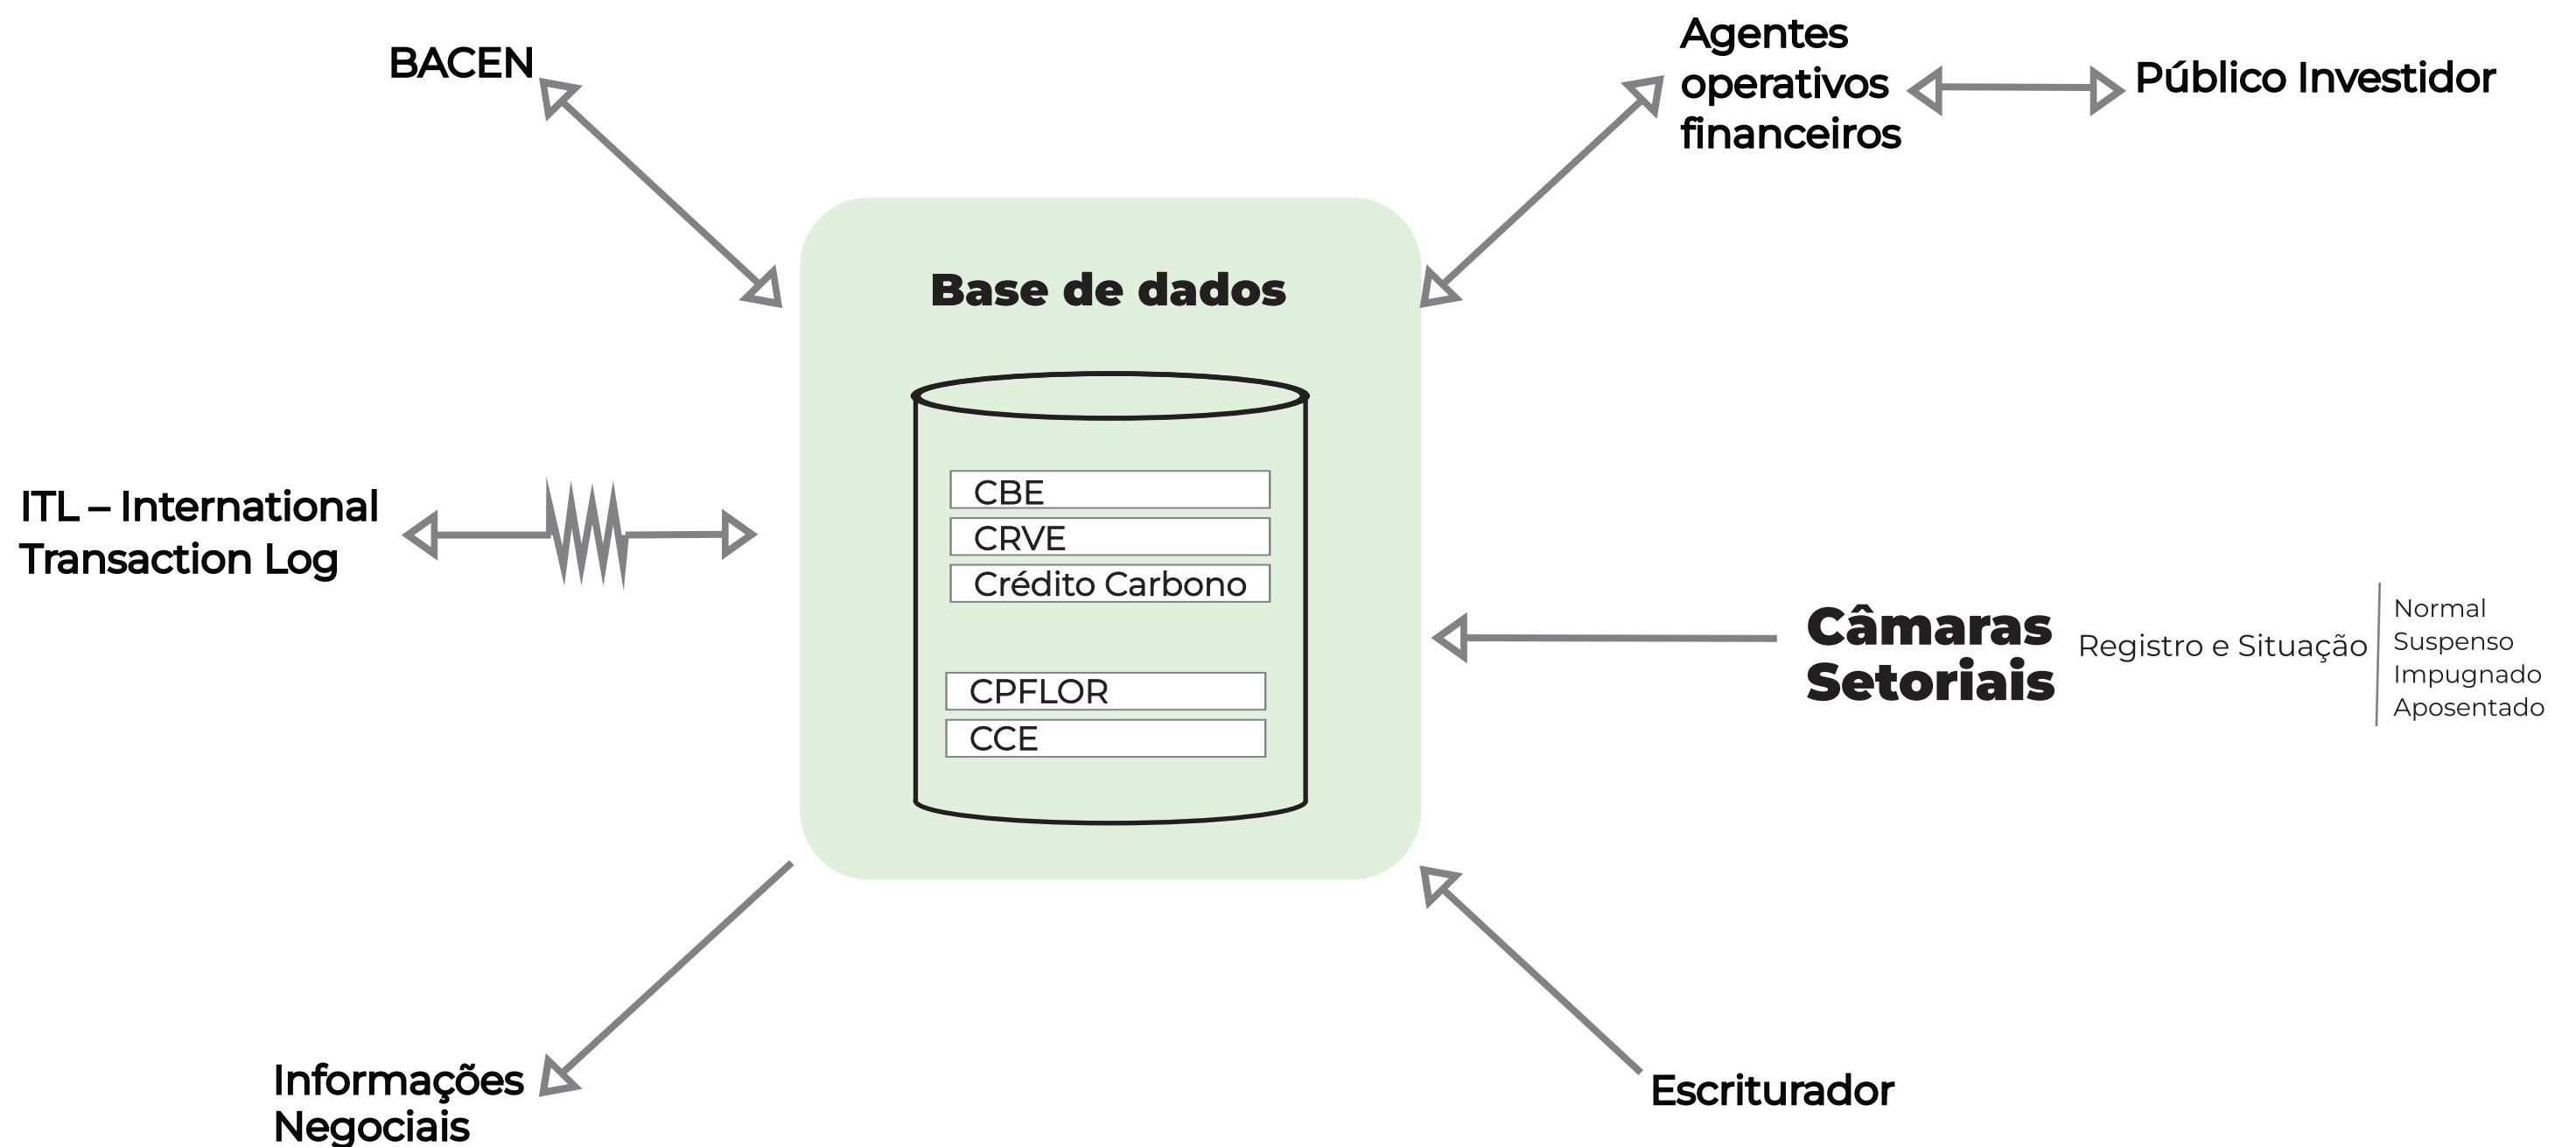 BACEN
Agentes
operativos
financeiros
Público Investidor
Base de dados
ITL – International
Transaction Log
CBE
CRVE
Crédito Carbono
CPFLOR
CCE
Câmaras
Setoriais
Registro e Situação
Normal
Suspenso
Impugnado
Aposentado
Informações
Negociais
Escriturador